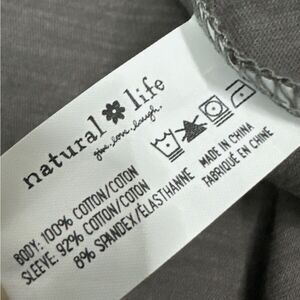 natural life
give.love.laugh.
BODY: 100% COTTON/COTON
SLEEVE: 92% COTTON/COTON
8% SPANDEX/ÉLASTHANNE
MADE IN CHINA
FABRIQUÉ EN CHINE